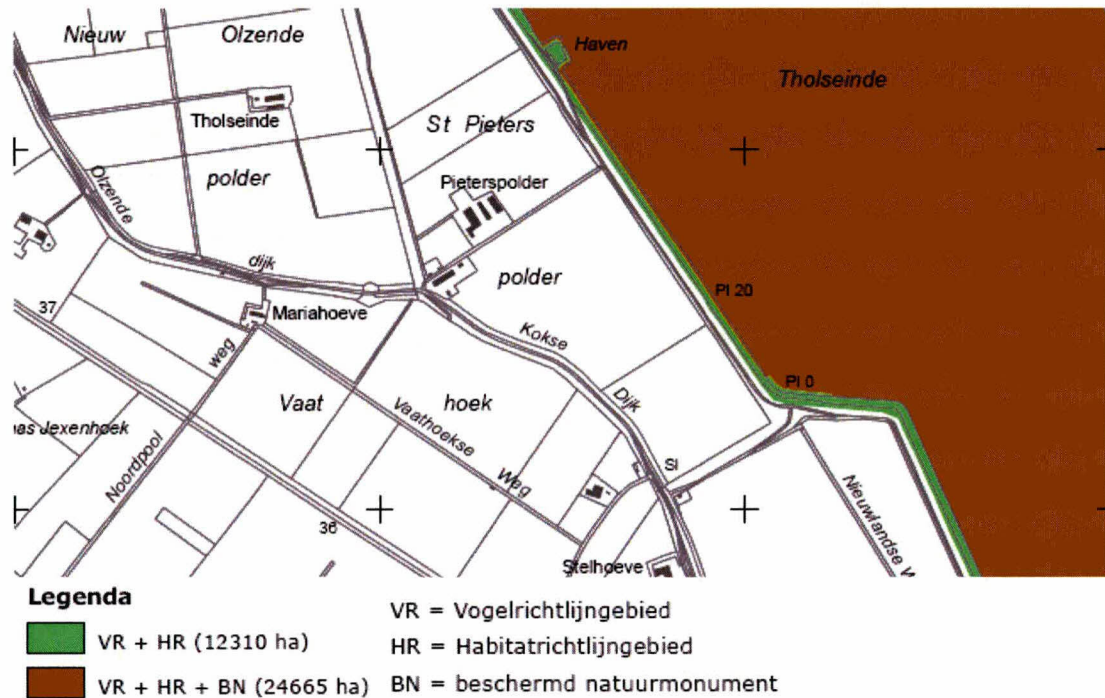 Nieuw Olzende
Haven
Tholseinde
Tholseinde
St Pieters
Olzende
polder
Pieterspolder
dijk
polder
Pl 20
37
Mariahoeve
weg
Kokse
Pl 0
Vaat hoek
Dijk
Vaathoekse
Jexenhoek
Noordpool
Weg
Sl
Nieuwlandse W
36
Stelhoeve
Legenda
VR + HR (12310 ha)
VR + HR + BN (24665 ha)
VR = Vogelrichtlijngebied
HR = Habitatrichtlijngebied
BN = beschermd natuurmonument